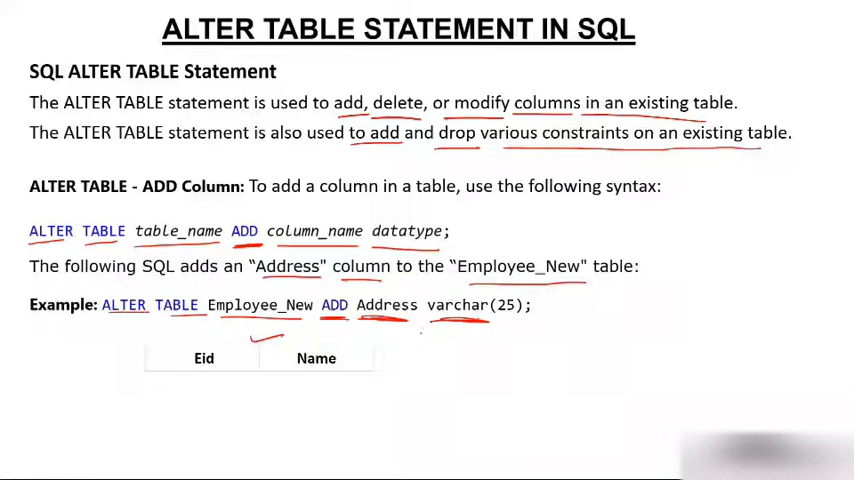 ALTER TABLE STATEMENT IN SQL
SQL ALTER TABLE Statement
The ALTER TABLE statement is used to add, delete, or modify columns in an existing table.
The ALTER TABLE statement is also used to add and drop various constraints on an existing table.
ALTER TABLE - ADD Column: To add a column in a table, use the following syntax:
ALTER TABLE table_name ADD column_name datatype;
The following SQL adds an “Address" column to the “Employee_New" table:
Example: ALTER TABLE Employee_New ADD Address varchar(25);
Eid Name